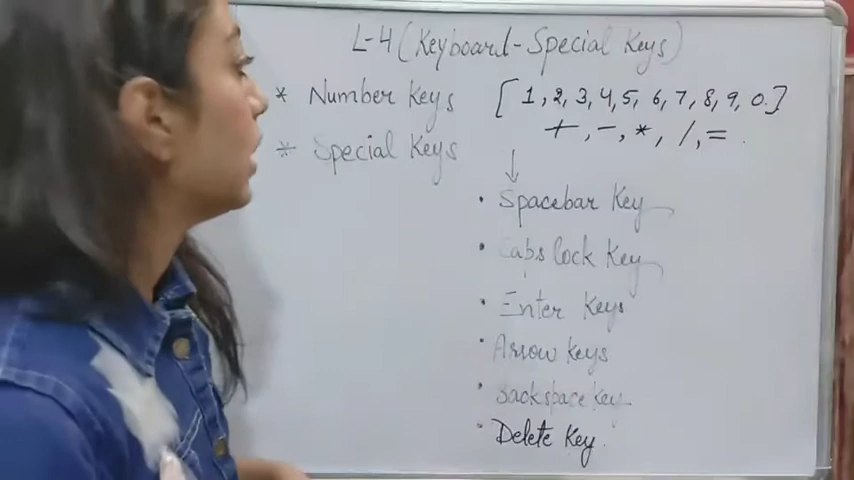 L-4 (Keyboard-Special Keys)
* Number Keys [1, 2, 3, 4, 5, 6, 7, 8, 9, 0.]
+, -, *, /, = .
* Special Keys
↓
• Spacebar Key
• Caps lock Key
• Enter Keys
• Arrow Keys
• Backspace Key
• Delete Key.